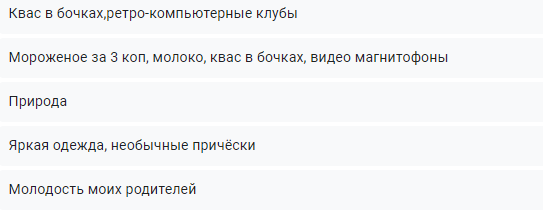 Квас в бочках,ретро-компьютерные клубы
Мороженое за 3 коп, молоко, квас в бочках, видео магнитофоны
Природа
Яркая одежда, необычные причёски
Молодость моих родителей